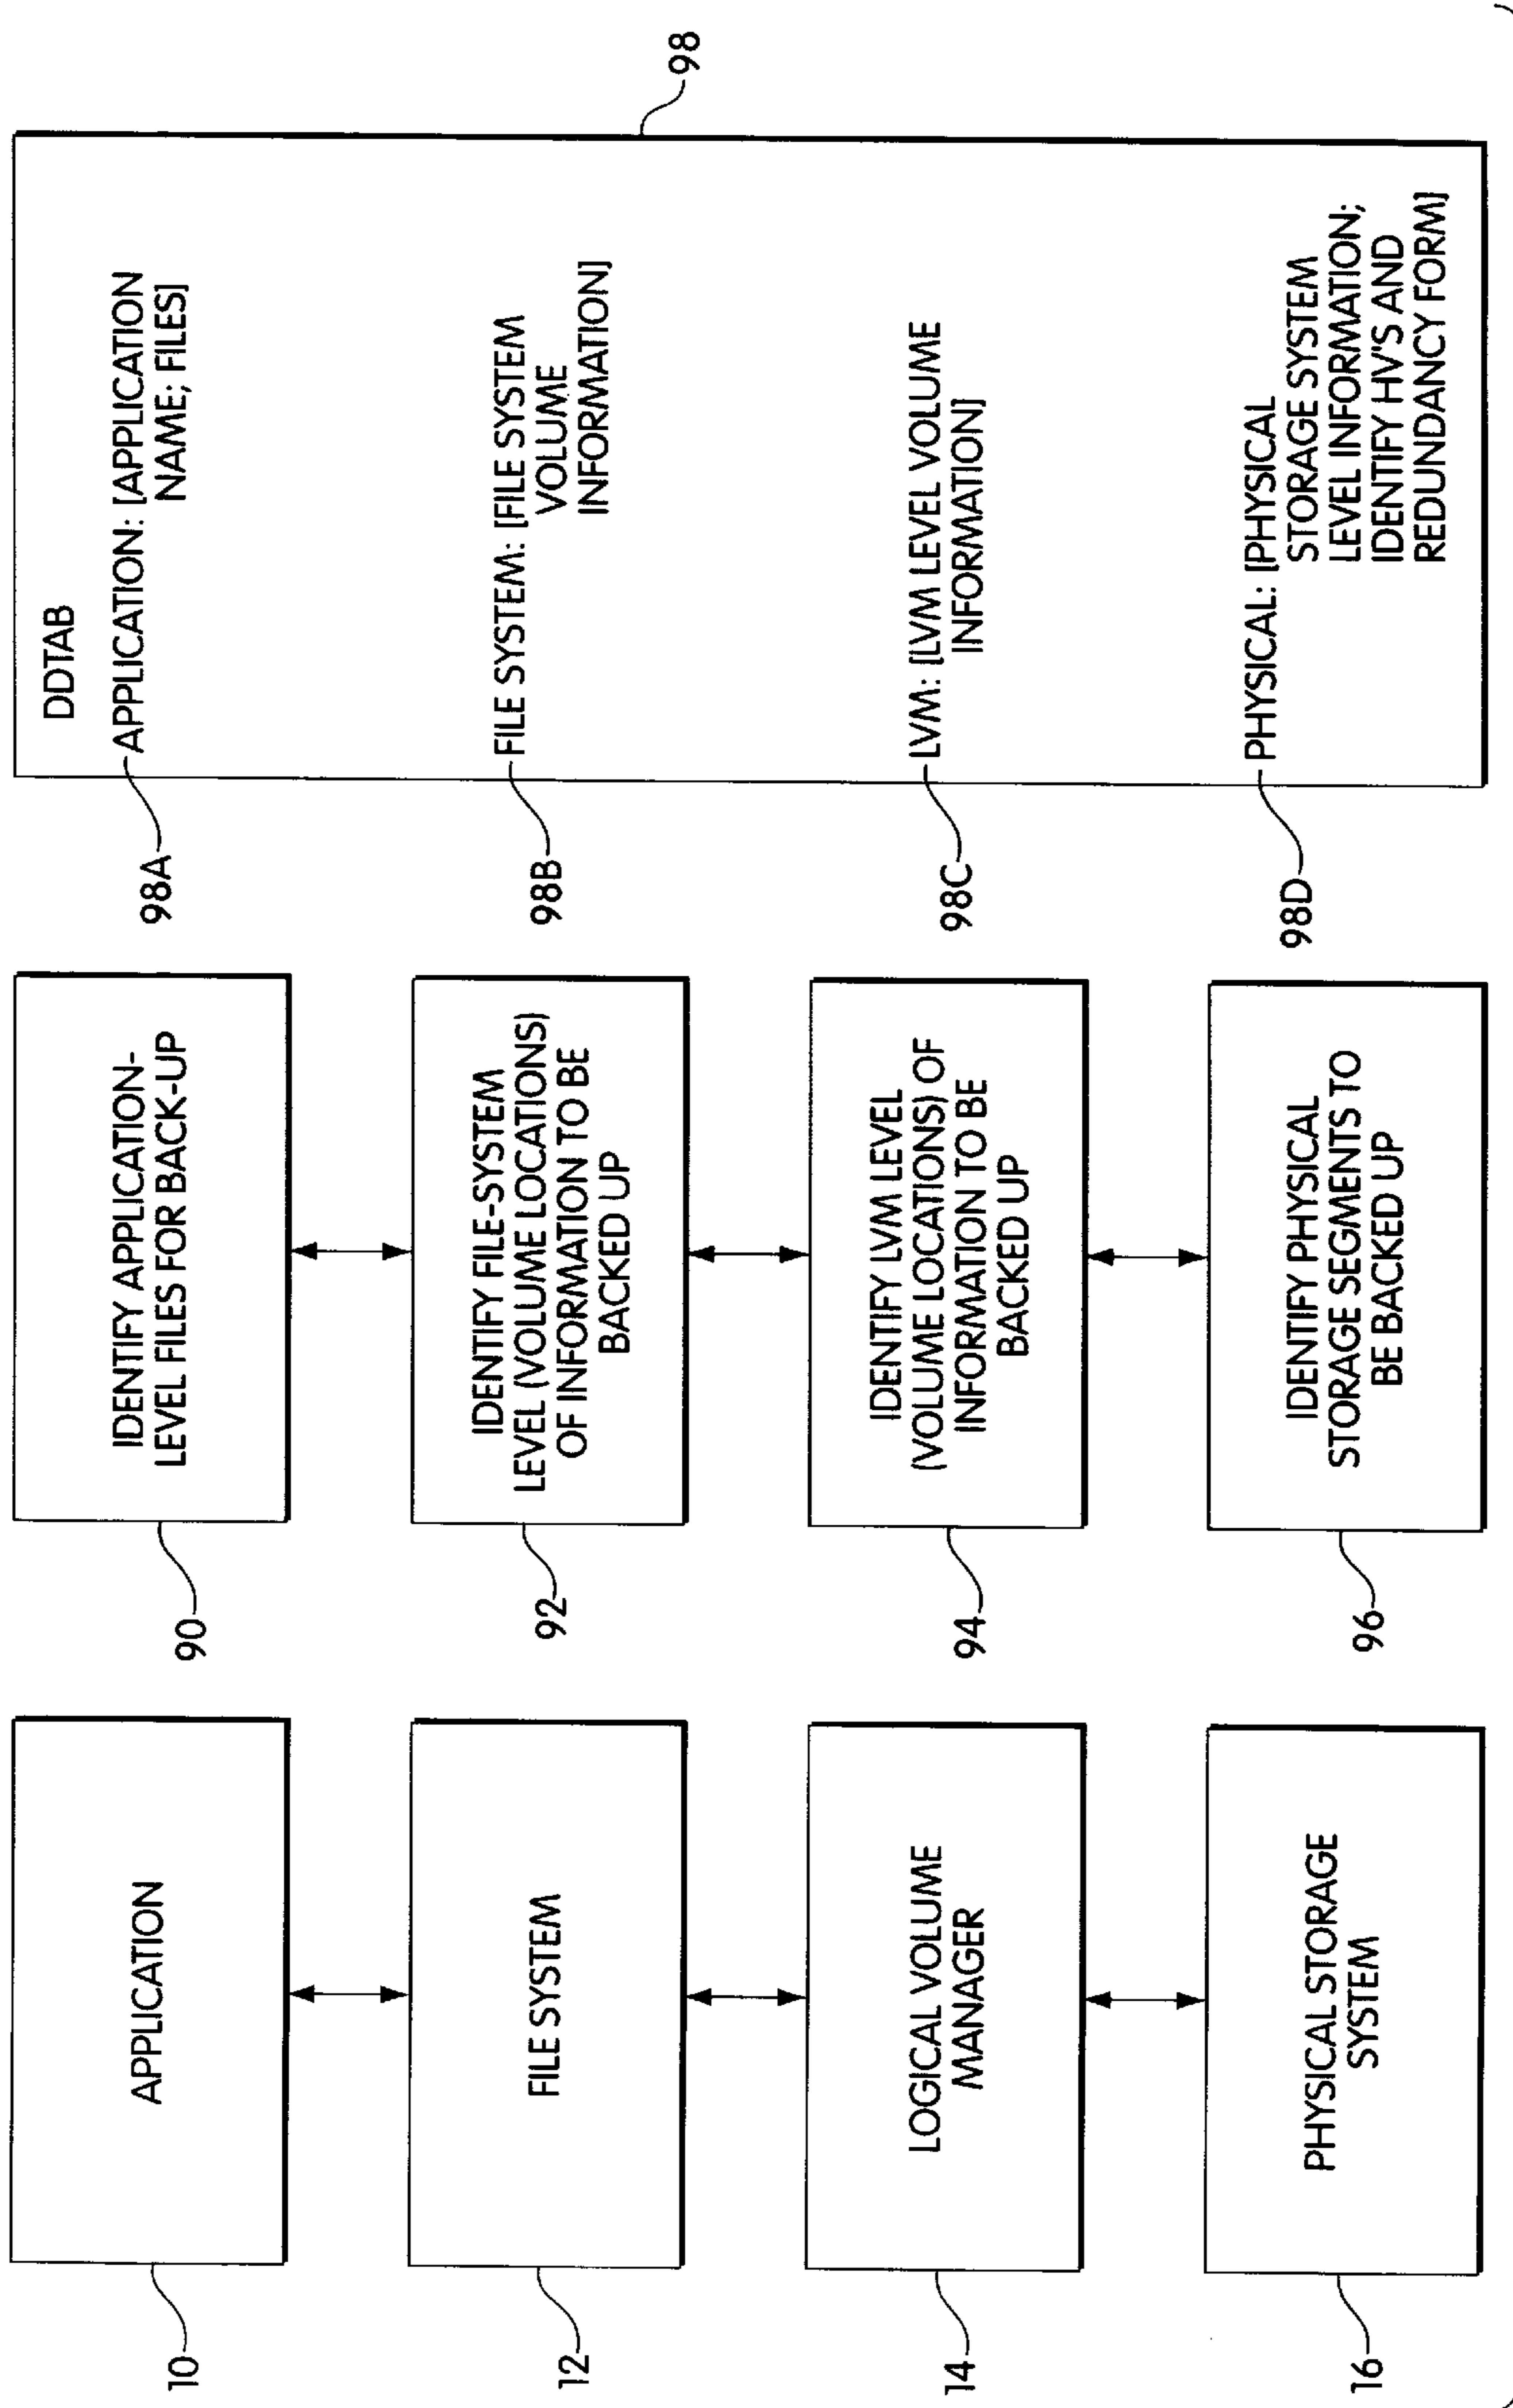 10
APPLICATION
12
FILE SYSTEM
14
LOGICAL VOLUME
MANAGER
16
PHYSICAL STORAGE
SYSTEM
90
IDENTIFY APPLICATION-
LEVEL FILES FOR BACK-UP
92
IDENTIFY FILE-SYSTEM
LEVEL (VOLUME LOCATIONS)
OF INFORMATION TO BE
BACKED UP
94
IDENTIFY LVM LEVEL
(VOLUME LOCATIONS) OF
INFORMATION TO BE
BACKED UP
96
IDENTIFY PHYSICAL
STORAGE SEGMENTS TO
BE BACKED UP
98
DDTAB
98A
APPLICATION: [APPLICATION
NAME; FILES]
98B
FILE SYSTEM: [FILE SYSTEM
VOLUME
INFORMATION]
98C
LVM: [LVM LEVEL VOLUME
INFORMATION]
98D
PHYSICAL: [PHYSICAL
STORAGE SYSTEM
LEVEL INFORMATION;
IDENTIFY HV'S AND
REDUNDANCY FORM]